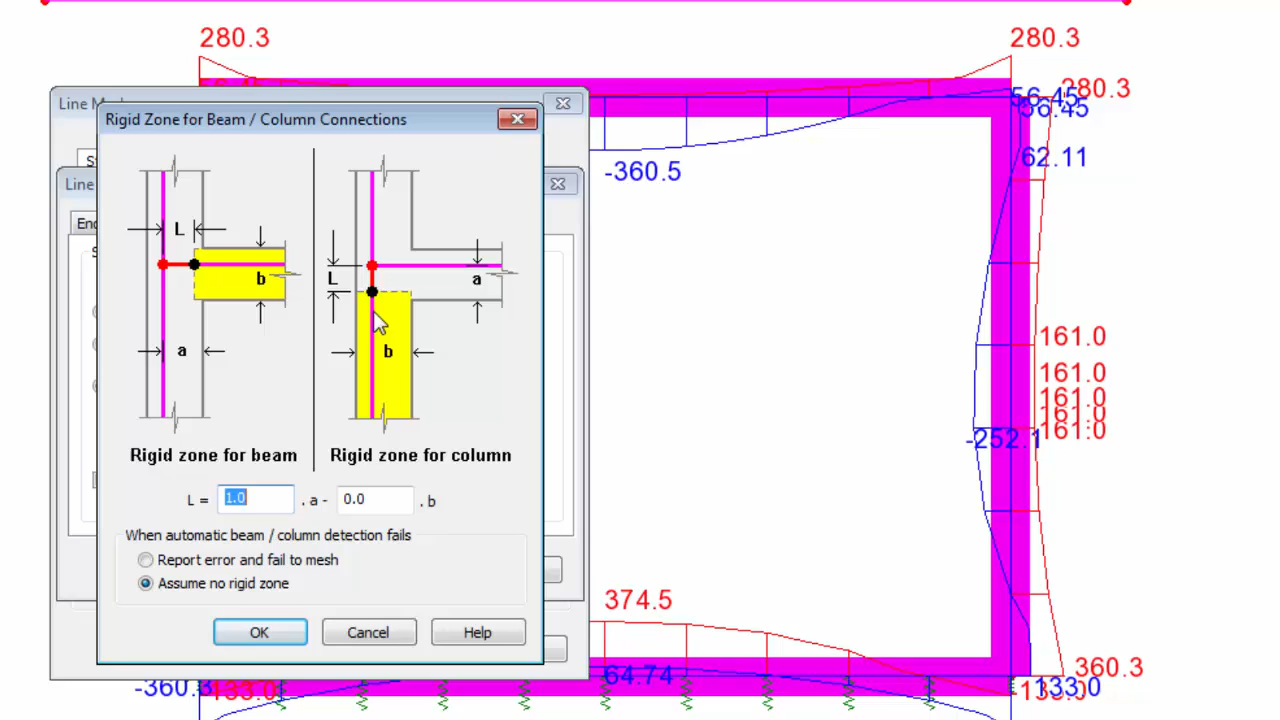 280.3
280.3
280.3
Line M
Rigid Zone for Beam / Column Connections
56.45
56.45
62.11
-360.5
Line
End
L
b
L
a
a
b
Rigid zone for beam
Rigid zone for column
L = 1.0 . a - 0.0 . b
When automatic beam / column detection fails
Report error and fail to mesh
Assume no rigid zone
OK
Cancel
Help
161.0
161.0
161.0
161.0
161.0
-252.1
374.5
64.74
360.3
-360.3
133.0
133.0
133.0